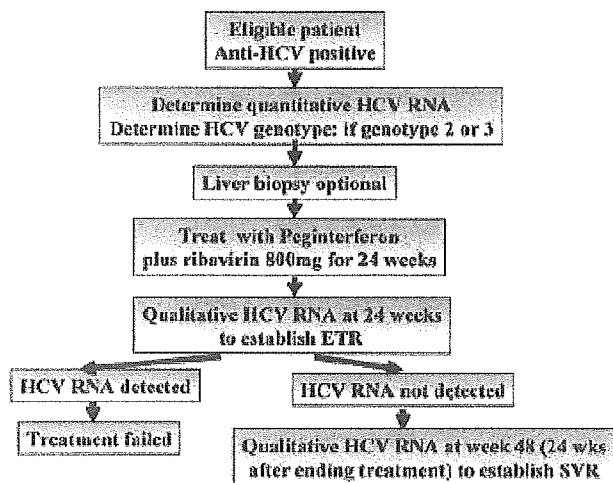 Eligible patient
Anti-HCV positive
Determine quantitative HCV RNA
Determine HCV genotype: if genotype 2 or 3
Liver biopsy optional
Treat with Peginterferon
plus ribavirin 800mg for 24 weeks
Qualitative HCV RNA at 24 weeks
to establish ETR
HCV RNA detected
HCV RNA not detected
Treatment failed
Qualitative HCV RNA at week 48 (24 wks
after ending treatment) to establish SVR